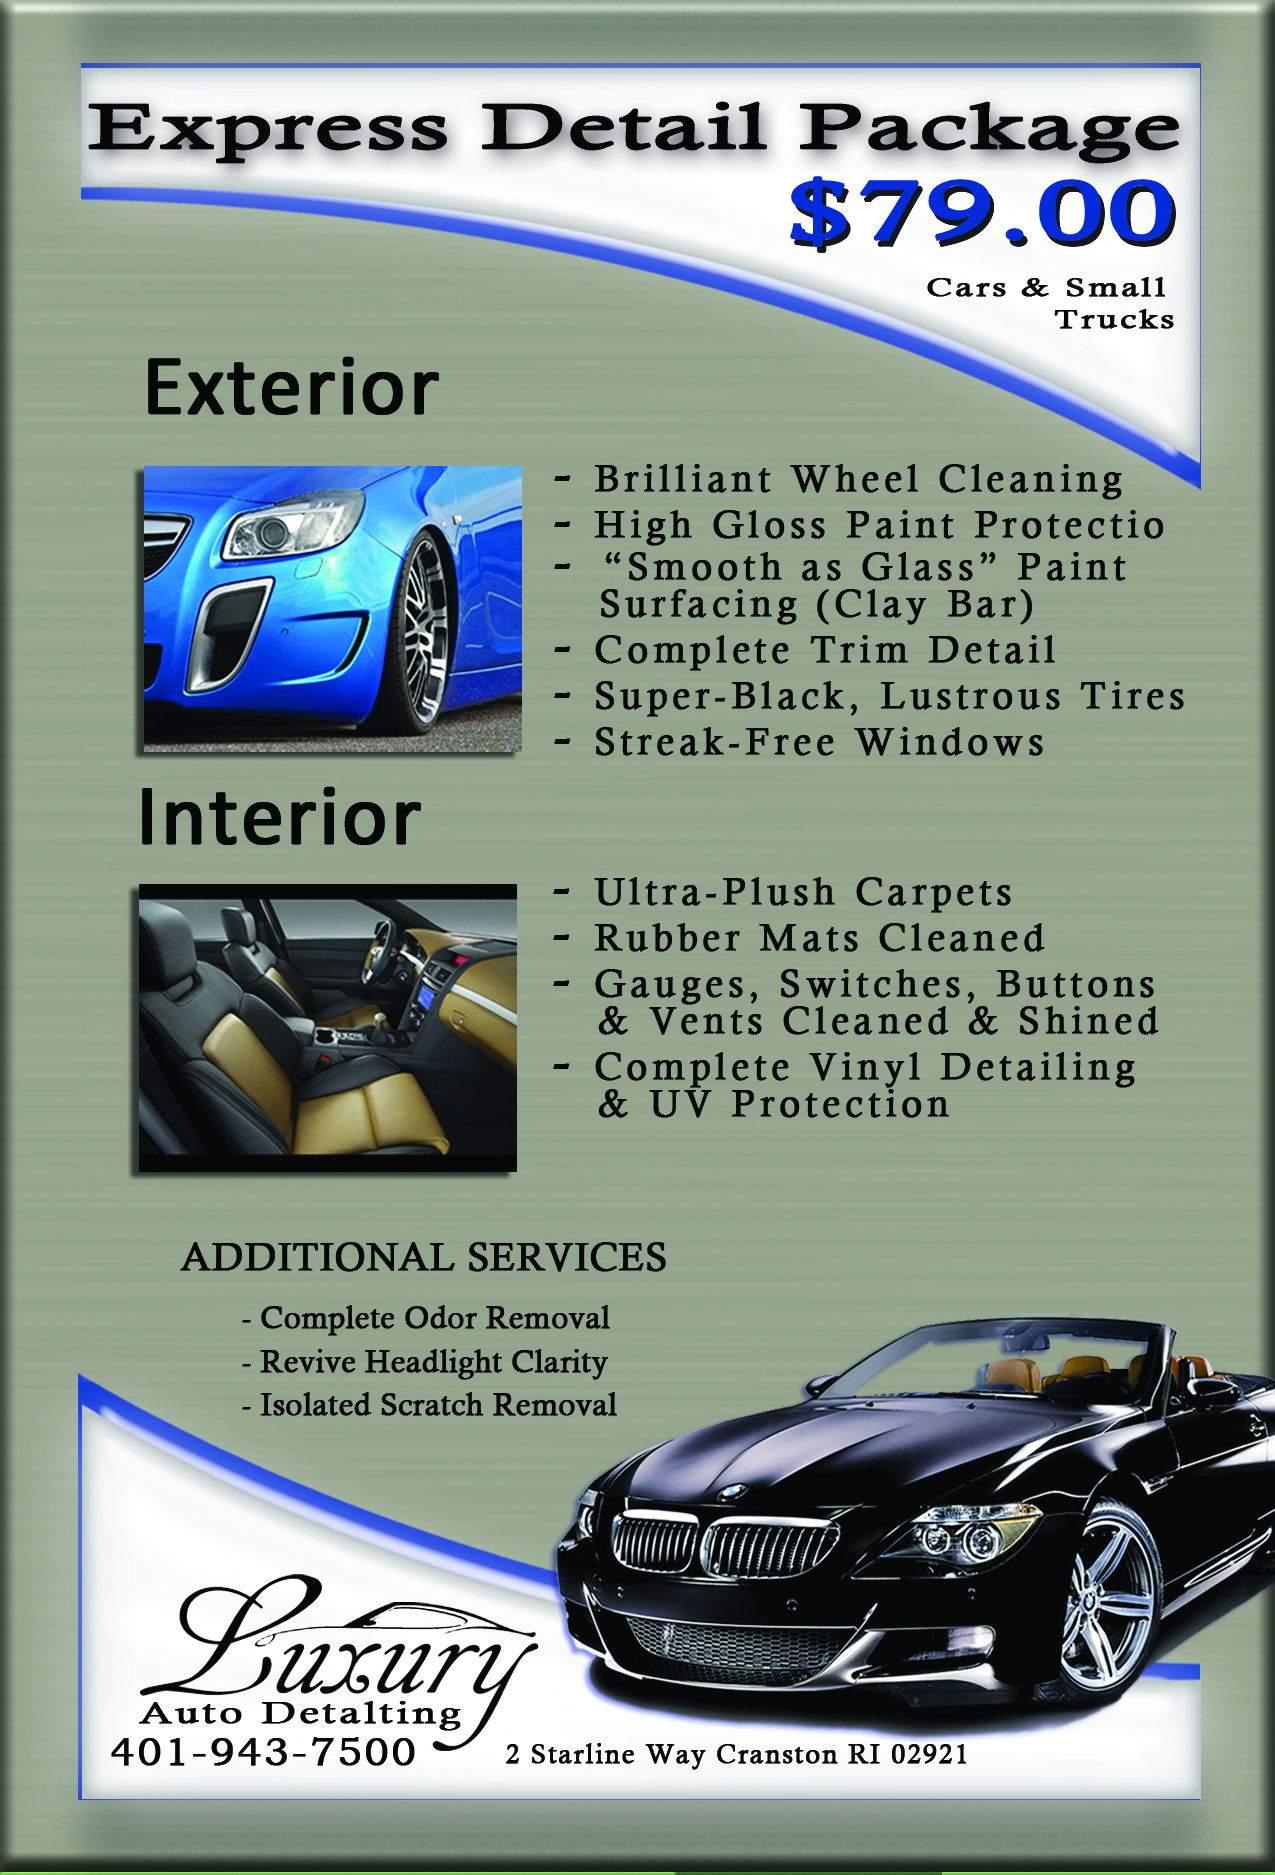 Express Detail Package
$79.00
Cars & Small
Trucks
Exterior
- Brilliant Wheel Cleaning
- High Gloss Paint Protectio
- “Smooth as Glass” Paint
Surfacing (Clay Bar)
- Complete Trim Detail
- Super-Black, Lustrous Tires
- Streak-Free Windows
Interior
- Ultra-Plush Carpets
- Rubber Mats Cleaned
- Gauges, Switches, Buttons
& Vents Cleaned & Shined
- Complete Vinyl Detailing
& UV Protection
ADDITIONAL SERVICES
- Complete Odor Removal
- Revive Headlight Clarity
- Isolated Scratch Removal
Luxury
Auto Detalting
401-943-7500
2 Starline Way Cranston RI 02921